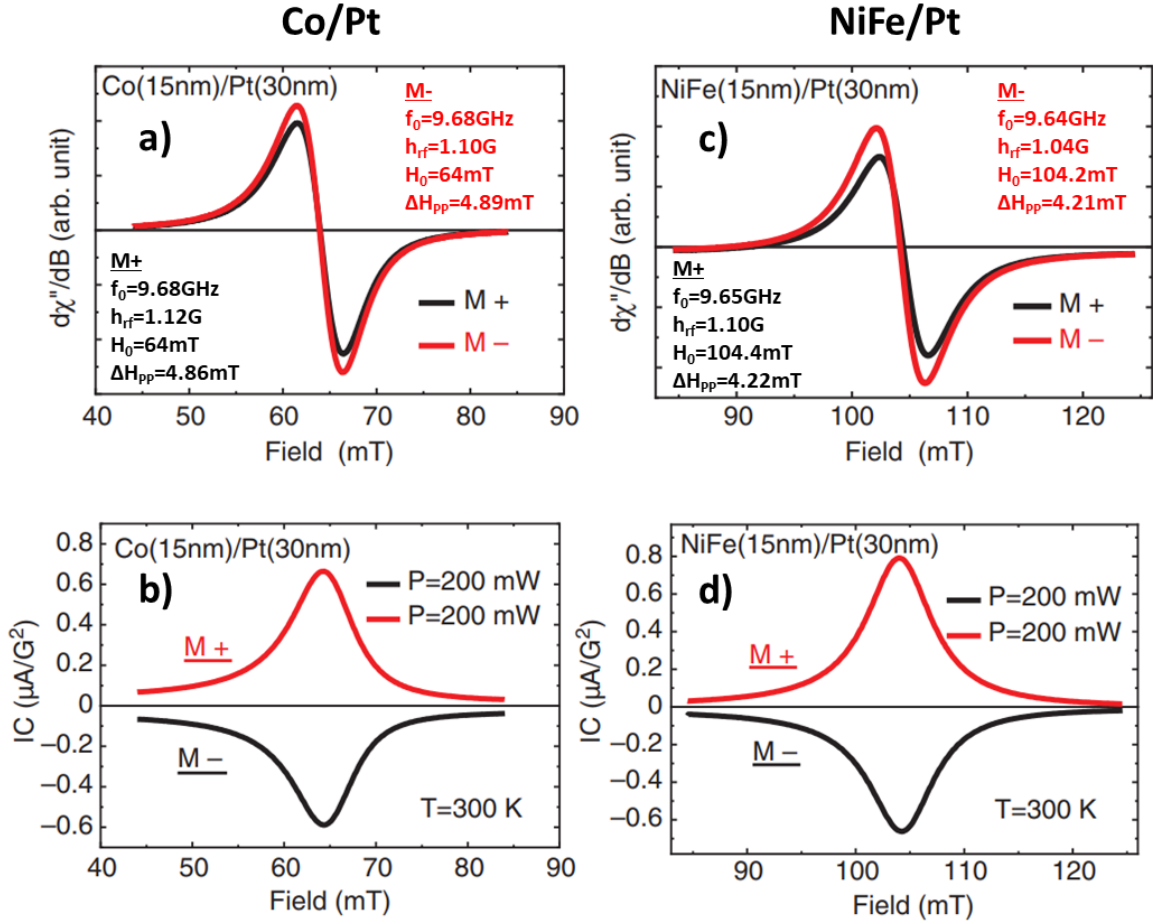 Co/Pt
NiFe/Pt
a)
Co(15nm)/Pt(30nm)
M-
f₀=9.68GHz
hrf=1.10G
H₀=64mT
ΔHPP=4.89mT
M+
f₀=9.68GHz
hrf=1.12G
H₀=64mT
ΔHPP=4.86mT
M +
M –
dχ"/dB (arb. unit)
40 50 60 70 80 90
Field (mT)
c)
NiFe(15nm)/Pt(30nm)
M-
f₀=9.64GHz
hrf=1.04G
H₀=104.2mT
ΔHPP=4.21mT
M+
f₀=9.65GHz
hrf=1.10G
H₀=104.4mT
ΔHPP=4.22mT
M +
M –
dχ"/dB (arb. unit)
90 100 110 120
Field (mT)
b)
Co(15nm)/Pt(30nm)
P=200 mW
P=200 mW
M +
M –
T=300 K
IC (µA/G²)
0.8
0.6
0.4
0.2
0
–0.2
–0.4
–0.6
40 50 60 70 80 90
Field (mT)
d)
NiFe(15nm)/Pt(30nm)
P=200 mW
P=200 mW
M +
M –
T=300 K
IC (µA/G²)
0.8
0.6
0.4
0.2
0
–0.2
–0.4
–0.6
90 100 110 120
Field (mT)